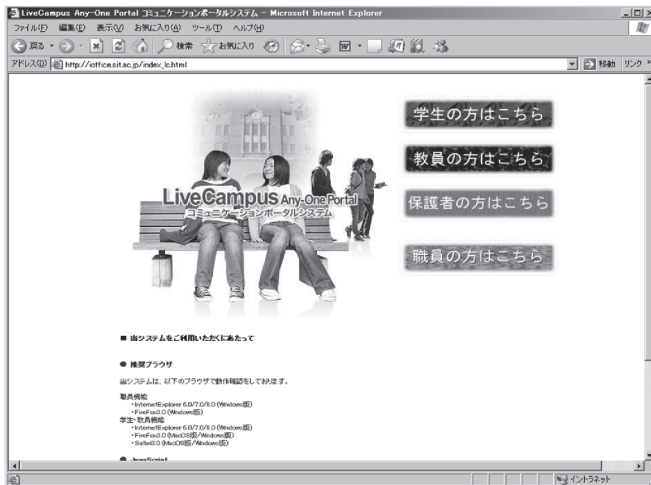 LiveCampus Any-One Portal コミュニケーションポータルシステム - Microsoft Internet Explorer
ファイル(F) 編集(E) 表示(V) お気に入り(A) ツール(T) ヘルプ(H)
戻る 検索 お気に入り
アドレス(D) http://ioffice.sit.ac.jp/index_lc.html 移動 リンク
学生の方はこちら
教員の方はこちら
保護者の方はこちら
職員の方はこちら
LiveCampus Any-One Portal
コミュニケーションポータルシステム
■ 当システムをご利用いただくにあたって
● 推奨ブラウザ
当システムは、以下のブラウザで動作確認をしております。
職員機能
・InternetExplorer 6.0/7.0/8.0 (Windows版)
・FireFox3.0 (Windows版)
学生・教員機能
・InternetExplorer 6.0/7.0/8.0 (Windows版)
・FireFox3.0 (MacOS版/Windows版)
・Safari3.0 (MacOS版/Windows版)
● JavaScript
イントラネット